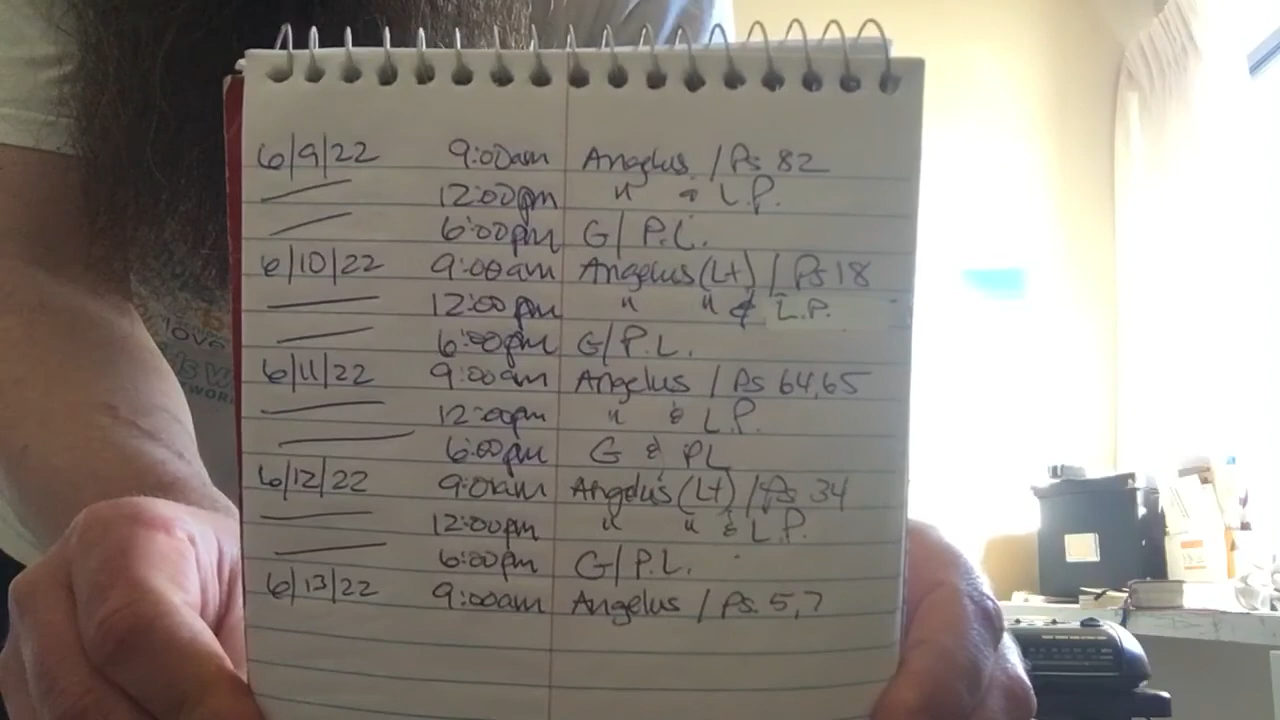 6/9/22 9:00am Angelus / Ps 82
12:00pm " & L.P.
6:00pm G/P.L.
6/10/22 9:00am Angelus (Lt) / Ps 18
12:00pm " " & L.P.
6:00pm G/P.L.
6/11/22 9:00am Angelus / Ps 64,65
12:00pm " & L.P.
6:00pm G & PL
6/12/22 9:00am Angelus (Lt) / Ps 34
12:00pm " " & L.P.
6:00pm G/P.L.
6/13/22 9:00am Angelus / Ps. 5,7
LOVE